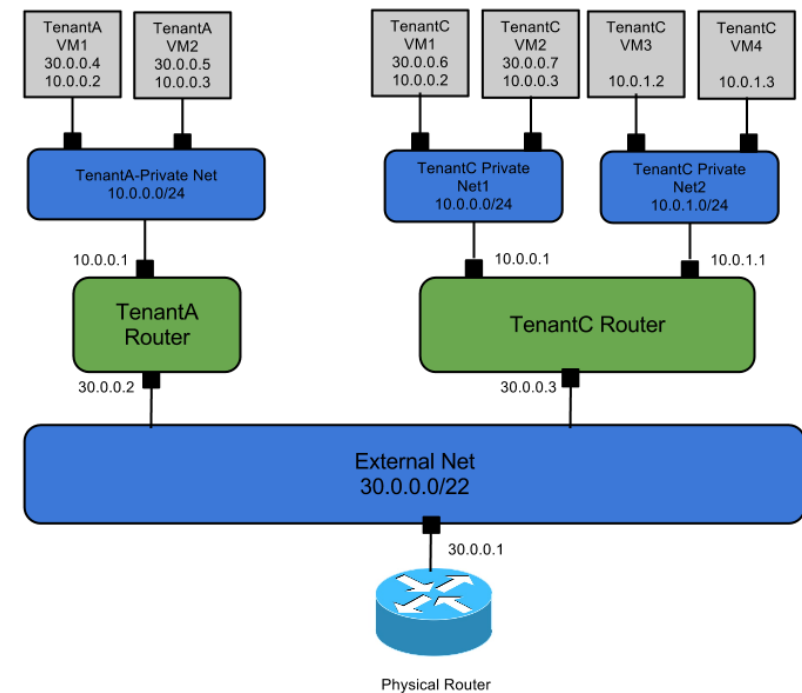 TenantA
VM1
30.0.0.4
10.0.0.2
TenantA
VM2
30.0.0.5
10.0.0.3
TenantC
VM1
30.0.0.6
10.0.0.2
TenantC
VM2
30.0.0.7
10.0.0.3
TenantC
VM3
10.0.1.2
TenantC
VM4
10.0.1.3
TenantA-Private Net
10.0.0.0/24
TenantC Private
Net1
10.0.0.0/24
TenantC Private
Net2
10.0.1.0/24
10.0.0.1
10.0.0.1
10.0.1.1
TenantA
Router
TenantC Router
30.0.0.2
30.0.0.3
External Net
30.0.0.0/22
30.0.0.1
Physical Router